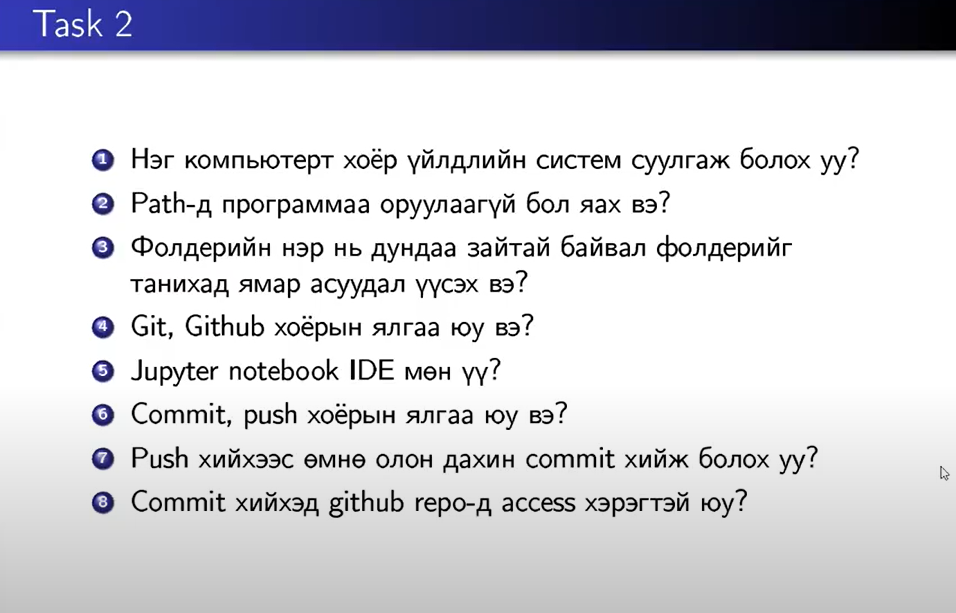 Task 2
1 Нэг компьютерт хоёр үйлдлийн систем суулгаж болох уу?
2 Path-д программаа оруулаагүй бол яах вэ?
3 Фолдерийн нэр нь дундаа зайтай байвал фолдерийг
танихад ямар асуудал үүсэх вэ?
4 Git, Github хоёрын ялгаа юу вэ?
5 Jupyter notebook IDE мөн үү?
6 Commit, push хоёрын ялгаа юу вэ?
7 Push хийхээс өмнө олон дахин commit хийж болох уу?
8 Commit хийхэд github repo-д access хэрэгтэй юу?